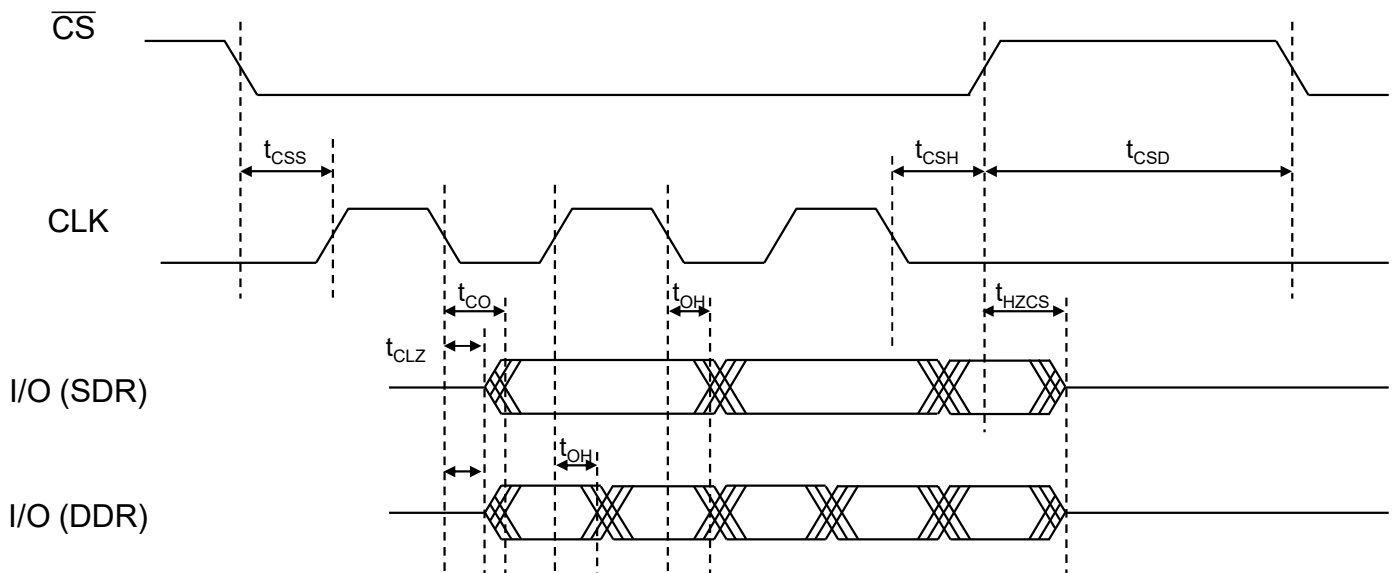 CS
tCSS
tCSH
tCSD
CLK
tCO
tOH
tHZCS
tCLZ
I/O (SDR)
tOH
I/O (DDR)